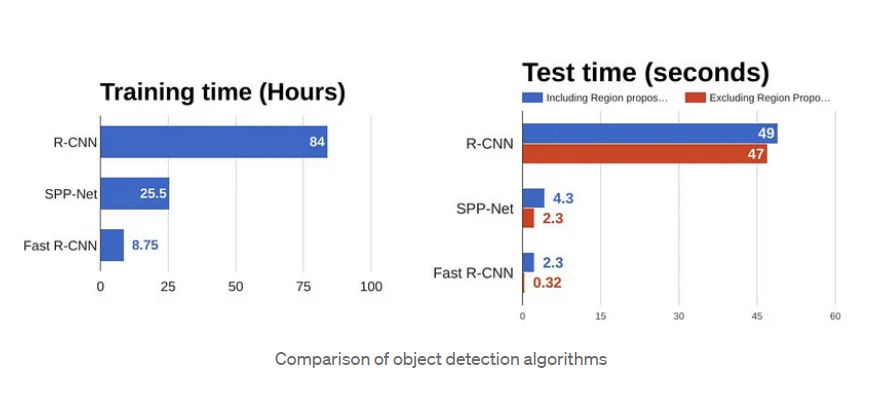 Training time (Hours)
R-CNN
84
SPP-Net
25.5
Fast R-CNN
8.75
0
25
50
75
100
Test time (seconds)
Including Region propos...
Excluding Region Propo...
R-CNN
49
47
SPP-Net
4.3
2.3
Fast R-CNN
2.3
0.32
0
15
30
45
60
Comparison of object detection algorithms